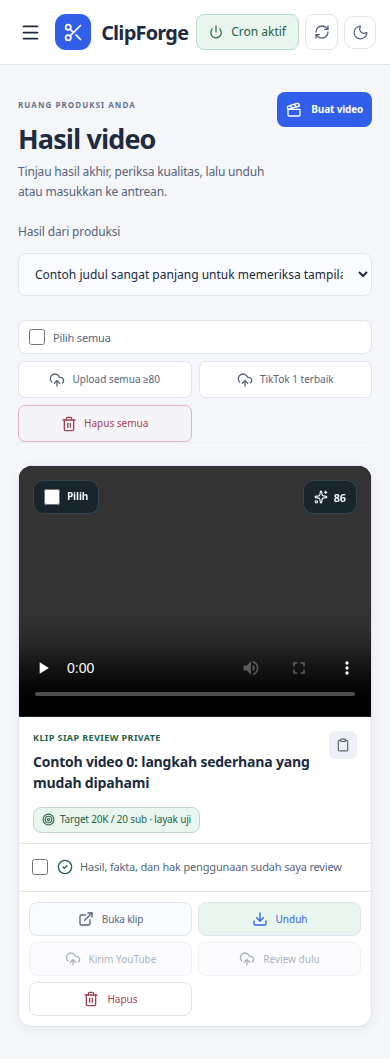 ClipForge
Cron aktif
RUANG PRODUKSI ANDA
Buat video
Hasil video
Tinjau hasil akhir, periksa kualitas, lalu unduh
atau masukkan ke antrean.
Hasil dari produksi
Contoh judul sangat panjang untuk memeriksa tampila
Pilih semua
Upload semua ≥80
TikTok 1 terbaik
Hapus semua
Pilih
86
0:00
KLIP SIAP REVIEW PRIVATE
Contoh video 0: langkah sederhana yang
mudah dipahami
Target 20K / 20 sub · layak uji
Hasil, fakta, dan hak penggunaan sudah saya review
Buka klip
Unduh
Kirim YouTube
Review dulu
Hapus